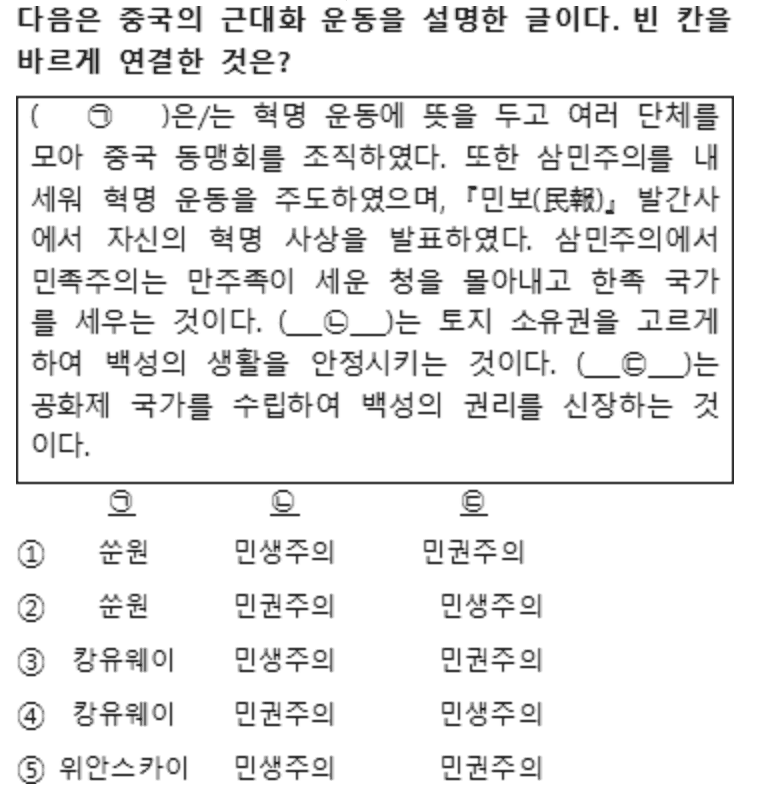 다음은 중국의 근대화 운동을 설명한 글이다. 빈 칸을
바르게 연결한 것은?
( ㉠ )은/는 혁명 운동에 뜻을 두고 여러 단체를
모아 중국 동맹회를 조직하였다. 또한 삼민주의를 내
세워 혁명 운동을 주도하였으며, 『민보(民報)』 발간사
에서 자신의 혁명 사상을 발표하였다. 삼민주의에서
민족주의는 만주족이 세운 청을 몰아내고 한족 국가
를 세우는 것이다. (__㉡__)는 토지 소유권을 고르게
하여 백성의 생활을 안정시키는 것이다. (__㉢__)는
공화제 국가를 수립하여 백성의 권리를 신장하는 것
이다.
㉠ ㉡ ㉢
① 쑨원 민생주의 민권주의
② 쑨원 민권주의 민생주의
③ 캉유웨이 민생주의 민권주의
④ 캉유웨이 민권주의 민생주의
⑤ 위안스카이 민생주의 민권주의